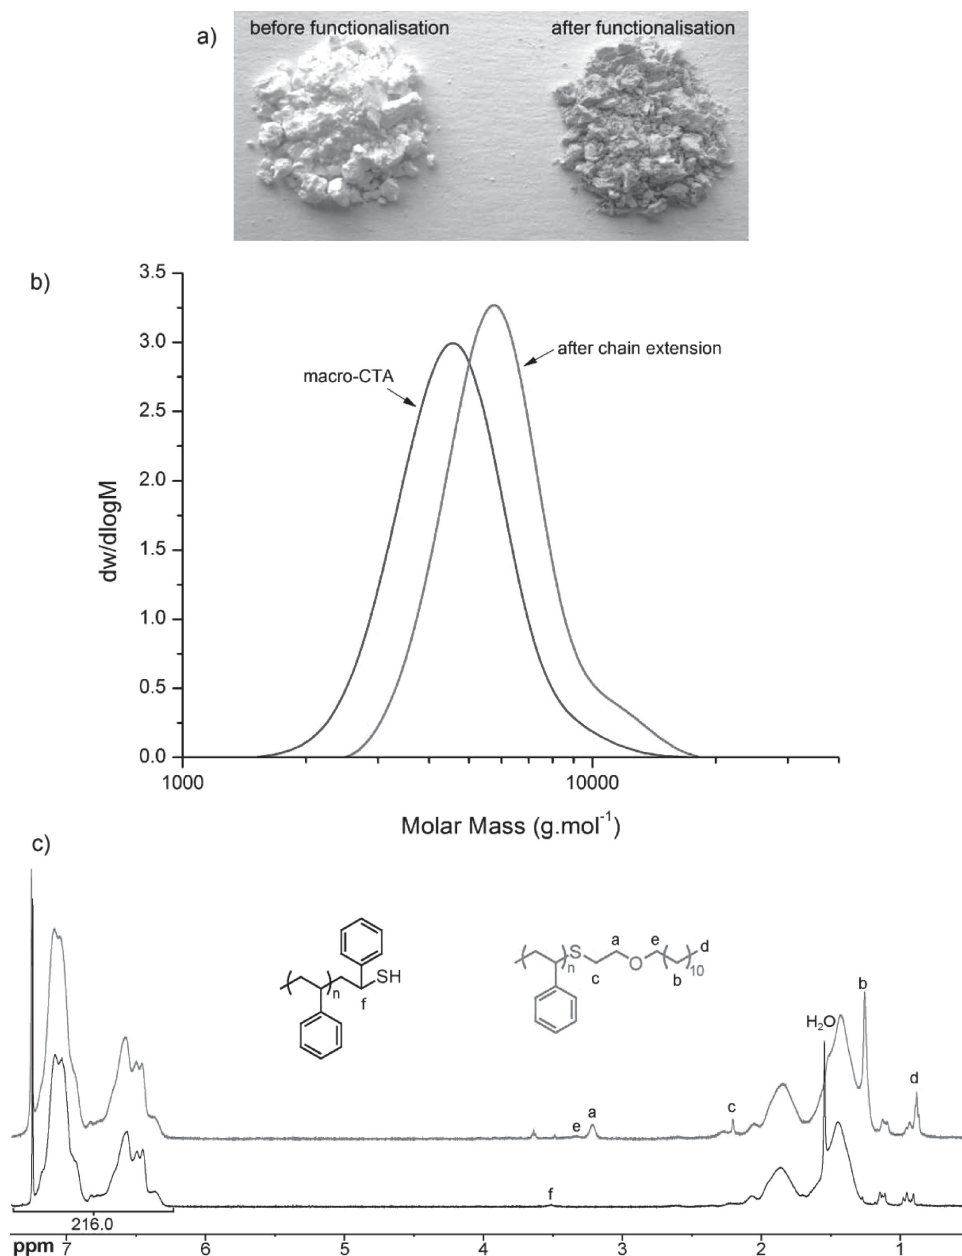 a)
before functionalisation
after functionalisation
b)
3.5
3.0
2.5
2.0
1.5
1.0
0.5
0.0
dw/dlogM
macro-CTA
after chain extension
1000
10000
Molar Mass (g.mol-1)
c)
n
SH
f
S
n
c
a
O
e
b
10
d
H2O
b
d
c
a
e
f
216.0
ppm 7 6 5 4 3 2 1